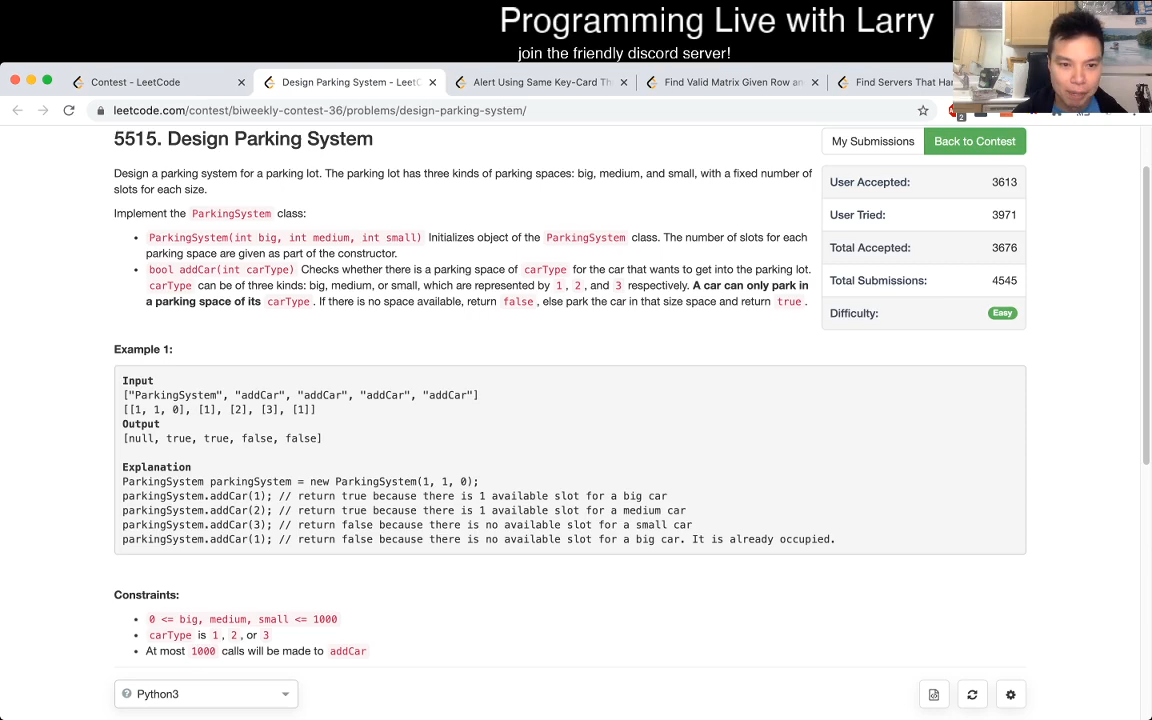 Programming Live with Larry
join the friendly discord server!
Contest - LeetCode
Design Parking System - LeetC
Alert Using Same Key-Card Th
Find Valid Matrix Given Row an
Find Servers That Ha
leetcode.com/contest/biweekly-contest-36/problems/design-parking-system/
2
5515. Design Parking System
My Submissions
Back to Contest
Design a parking system for a parking lot. The parking lot has three kinds of parking spaces: big, medium, and small, with a fixed number of
slots for each size.
Implement the ParkingSystem class:
ParkingSystem(int big, int medium, int small) Initializes object of the ParkingSystem class. The number of slots for each
parking space are given as part of the constructor.
bool addCar(int carType) Checks whether there is a parking space of carType for the car that wants to get into the parking lot.
carType can be of three kinds: big, medium, or small, which are represented by 1, 2, and 3 respectively. A car can only park in
a parking space of its carType. If there is no space available, return false, else park the car in that size space and return true.
User Accepted: 3613
User Tried: 3971
Total Accepted: 3676
Total Submissions: 4545
Difficulty: Easy
Example 1:
Input
["ParkingSystem", "addCar", "addCar", "addCar", "addCar"]
[[1, 1, 0], [1], [2], [3], [1]]
Output
[null, true, true, false, false]
Explanation
ParkingSystem parkingSystem = new ParkingSystem(1, 1, 0);
parkingSystem.addCar(1); // return true because there is 1 available slot for a big car
parkingSystem.addCar(2); // return true because there is 1 available slot for a medium car
parkingSystem.addCar(3); // return false because there is no available slot for a small car
parkingSystem.addCar(1); // return false because there is no available slot for a big car. It is already occupied.
Constraints:
0 <= big, medium, small <= 1000
carType is 1, 2, or 3
At most 1000 calls will be made to addCar
Python3